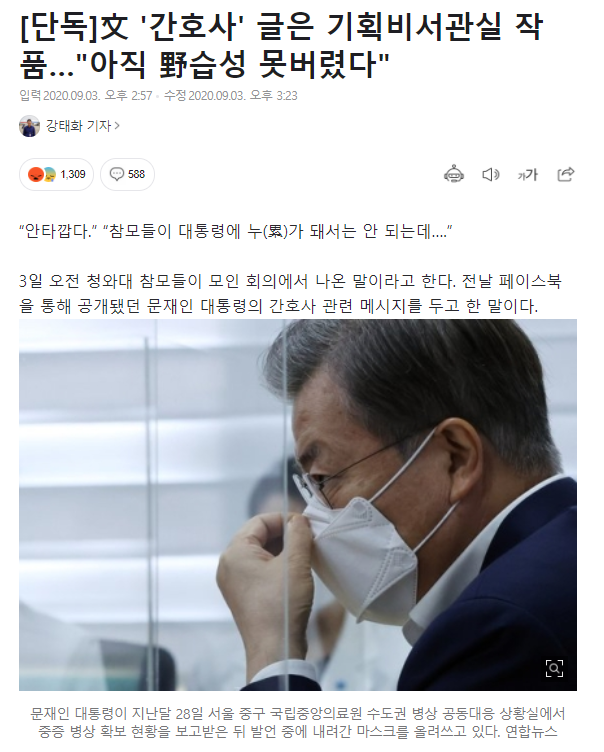 [단독]文 '간호사' 글은 기획비서관실 작
품…"아직 野습성 못버렸다"
입력 2020.09.03. 오후 2:57 · 수정 2020.09.03. 오후 3:23
강태화 기자 >
1,309
588
가가
“안타깝다.” “참모들이 대통령에 누(累)가 돼서는 안 되는데….”
3일 오전 청와대 참모들이 모인 회의에서 나온 말이라고 한다. 전날 페이스북
을 통해 공개됐던 문재인 대통령의 간호사 관련 메시지를 두고 한 말이다.
문재인 대통령이 지난달 28일 서울 중구 국립중앙의료원 수도권 병상 공동대응 상황실에서
중증 병상 확보 현황을 보고받은 뒤 발언 중에 내려간 마스크를 올려쓰고 있다. 연합뉴스